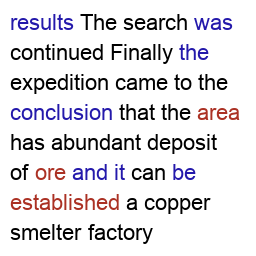 results The search was
continued Finally the
expedition came to the
conclusion that the area
has abundant deposit
of ore and it can be
established a copper
smelter factory